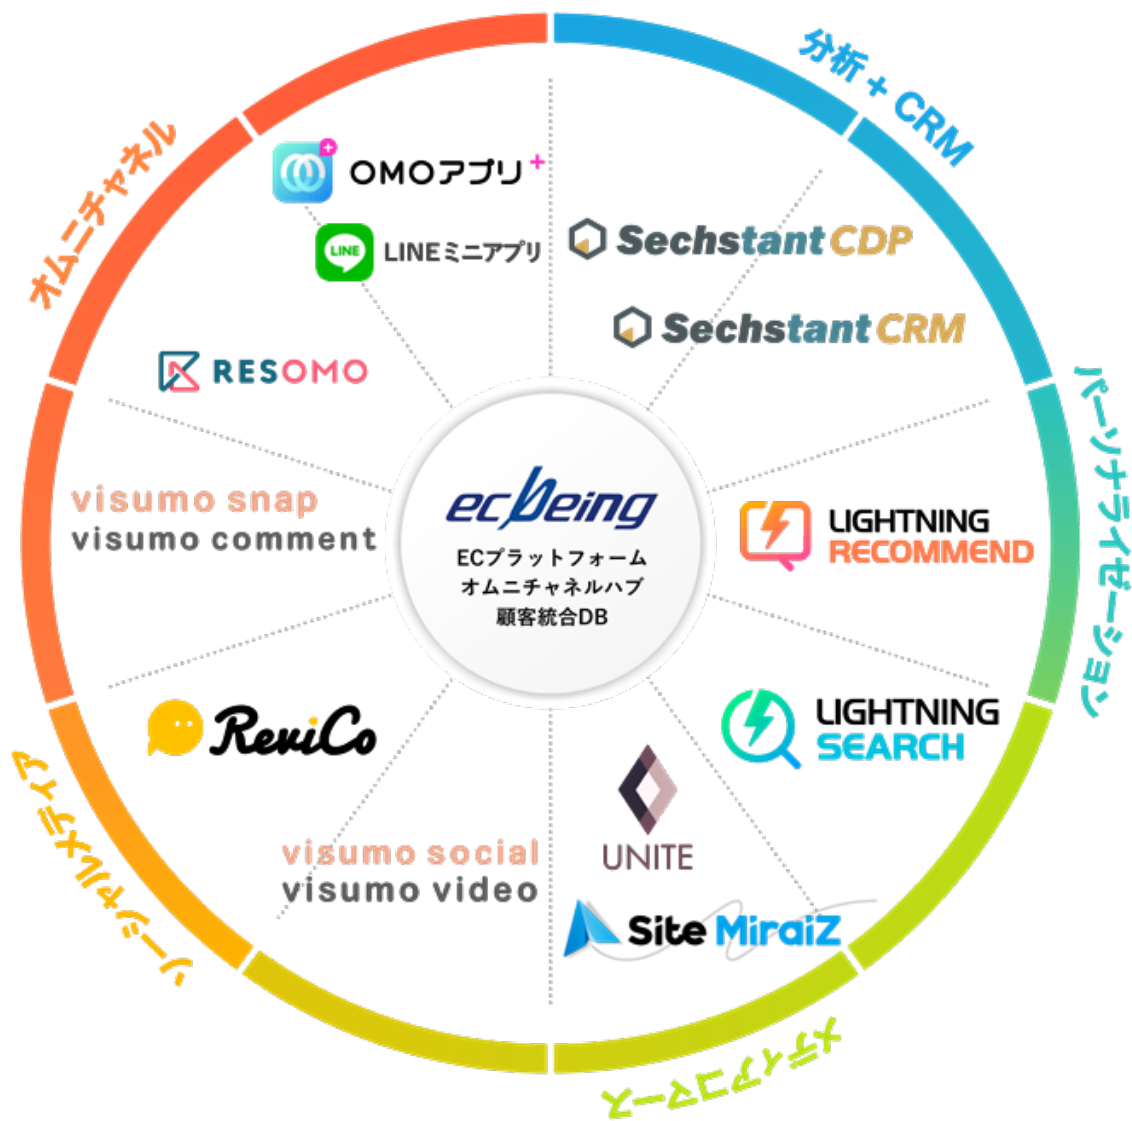 分析 + CRM
オムニチャネル
OMOアプリ+
LINE
LINEミニアプリ
Sechstant CDP
Sechstant CRM
RESOMO
パーソナライゼーション
visumo snap
visumo comment
ecbeing
ECプラットフォーム
オムニチャネルハブ
顧客統合DB
LIGHTNING
RECOMMEND
ReviCo
LIGHTNING
SEARCH
ソーシャルメディア
visumo social
visumo video
UNITE
Site MiraiZ
メディアコマース